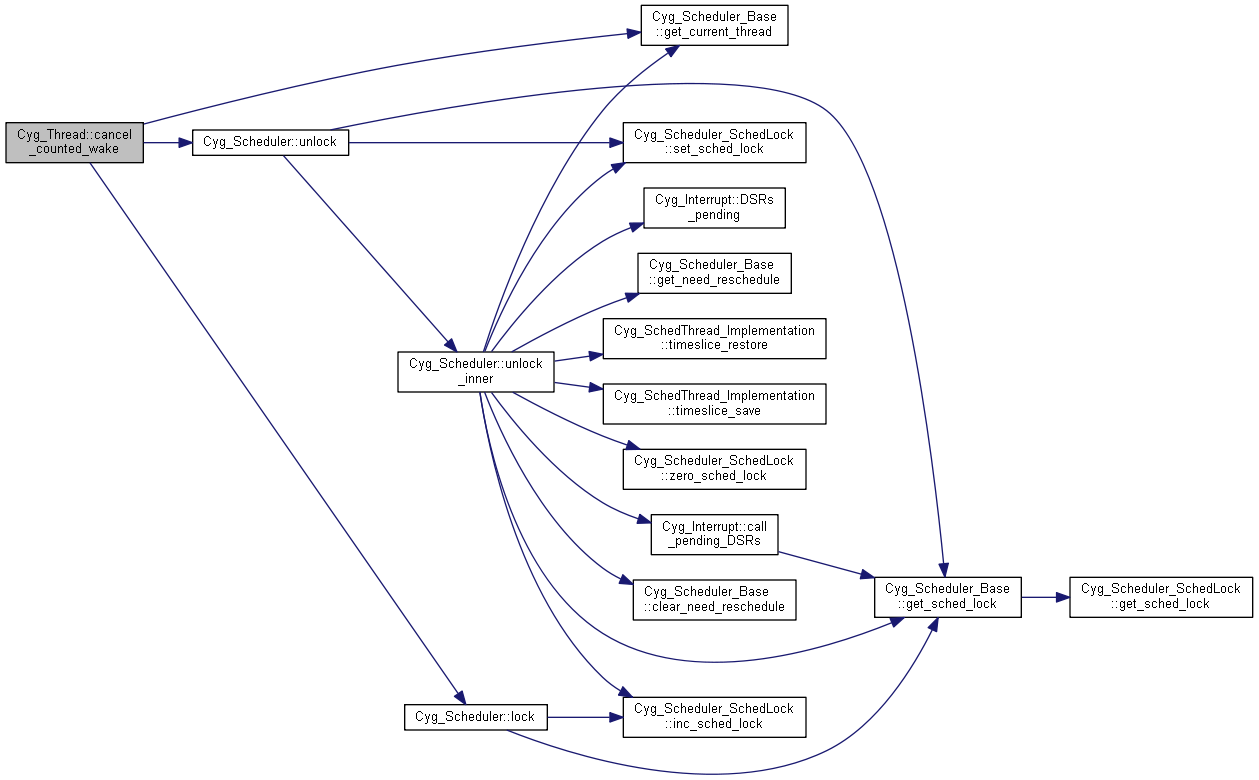 Cyg_Scheduler_Base
::get_current_thread
Cyg_Thread::cancel
_counted_wake
Cyg_Scheduler::unlock
Cyg_Scheduler_SchedLock
::set_sched_lock
Cyg_Interrupt::DSRs
_pending
Cyg_Scheduler_Base
::get_need_reschedule
Cyg_SchedThread_Implementation
::timeslice_restore
Cyg_Scheduler::unlock
_inner
Cyg_SchedThread_Implementation
::timeslice_save
Cyg_Scheduler_SchedLock
::zero_sched_lock
Cyg_Interrupt::call
_pending_DSRs
Cyg_Scheduler_Base
::clear_need_reschedule
Cyg_Scheduler_Base
::get_sched_lock
Cyg_Scheduler_SchedLock
::get_sched_lock
Cyg_Scheduler::lock
Cyg_Scheduler_SchedLock
::inc_sched_lock